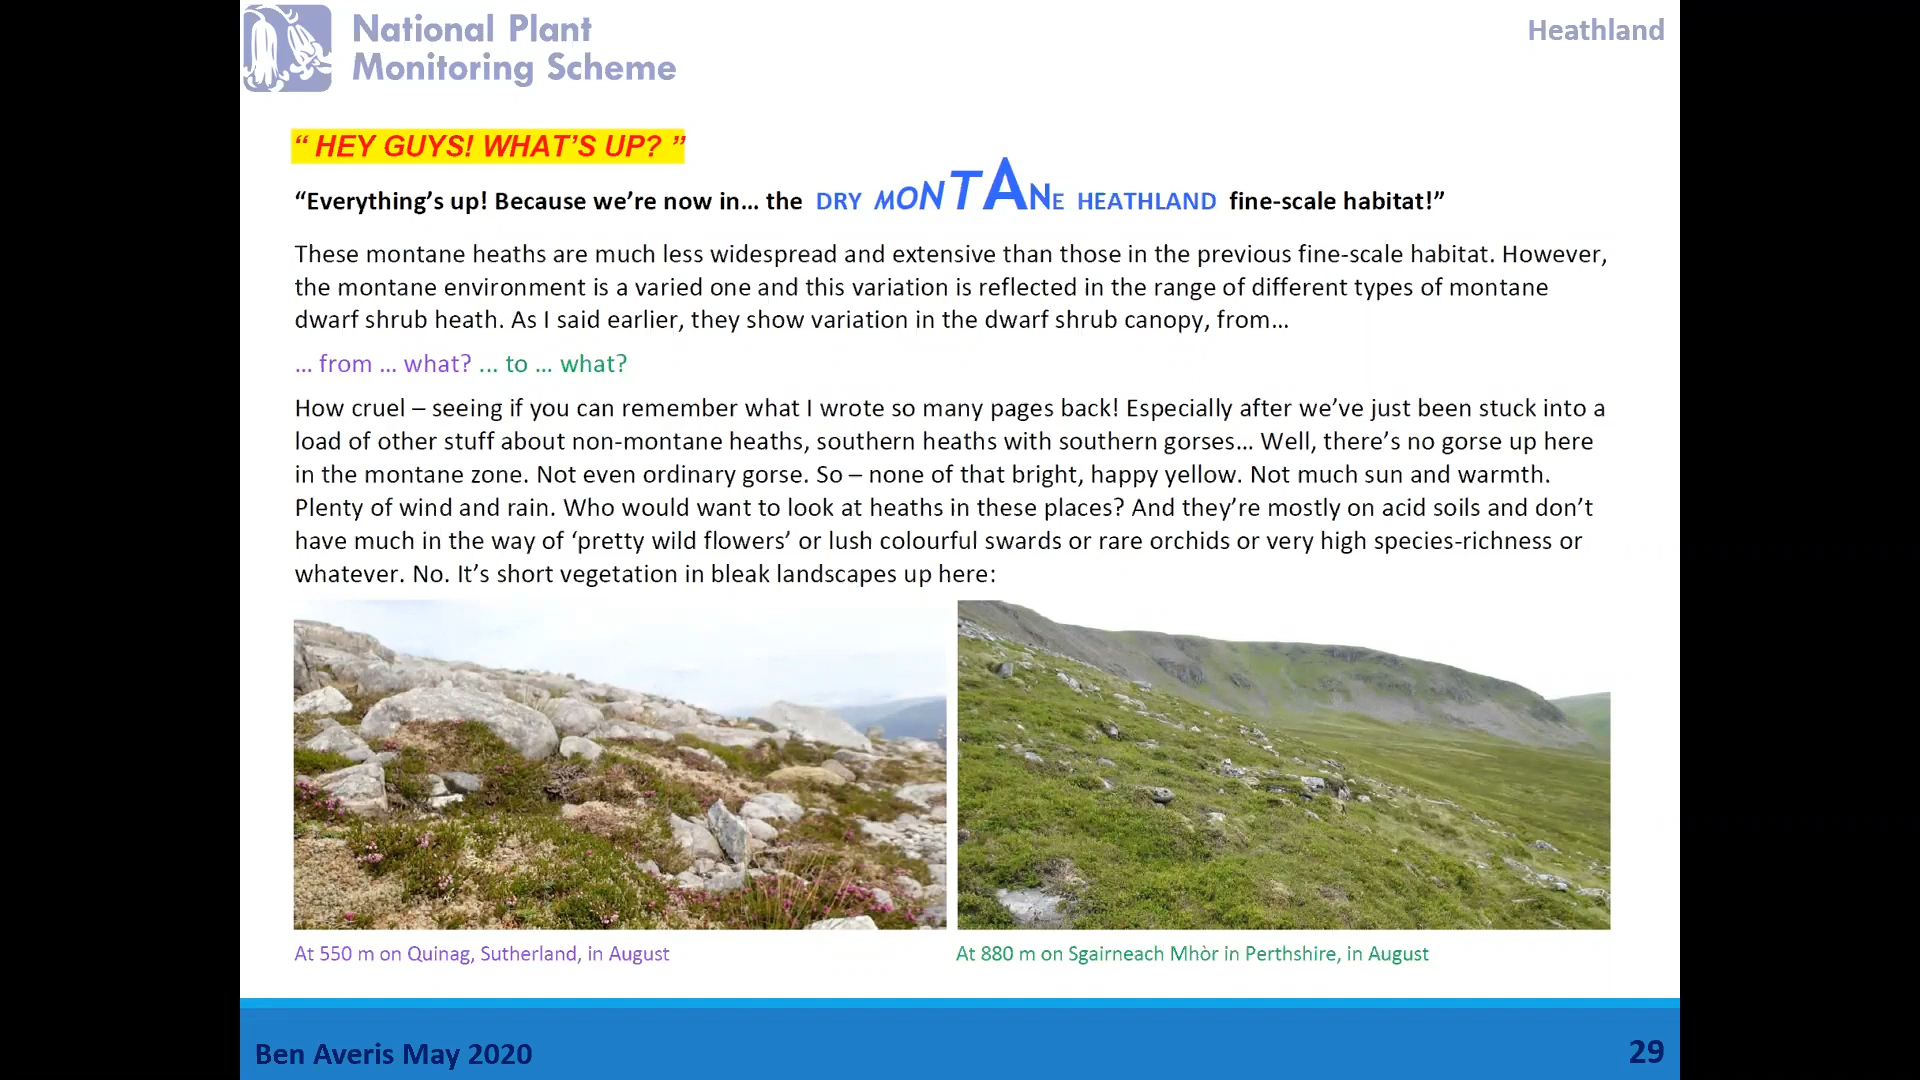 National Plant
Monitoring Scheme
Heathland
“ HEY GUYS! WHAT’S UP? ”
“Everything’s up! Because we’re now in… the DRY MONTANE HEATHLAND fine-scale habitat!”
These montane heaths are much less widespread and extensive than those in the previous fine-scale habitat. However,
the montane environment is a varied one and this variation is reflected in the range of different types of montane
dwarf shrub heath. As I said earlier, they show variation in the dwarf shrub canopy, from…
… from … what? … to … what?
How cruel – seeing if you can remember what I wrote so many pages back! Especially after we’ve just been stuck into a
load of other stuff about non-montane heaths, southern heaths with southern gorses… Well, there’s no gorse up here
in the montane zone. Not even ordinary gorse. So – none of that bright, happy yellow. Not much sun and warmth.
Plenty of wind and rain. Who would want to look at heaths in these places? And they’re mostly on acid soils and don’t
have much in the way of ‘pretty wild flowers’ or lush colourful swards or rare orchids or very high species-richness or
whatever. No. It’s short vegetation in bleak landscapes up here:
At 550 m on Quinag, Sutherland, in August
At 880 m on Sgairneach Mhòr in Perthshire, in August
Ben Averis May 2020
29